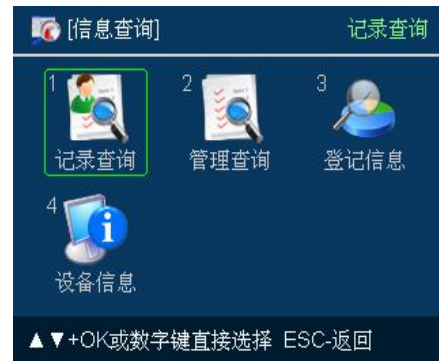 [信息查询] 记录查询
1 2 3
记录查询 管理查询 登记信息
4
设备信息
▲▼+OK或数字键直接选择 ESC-返回